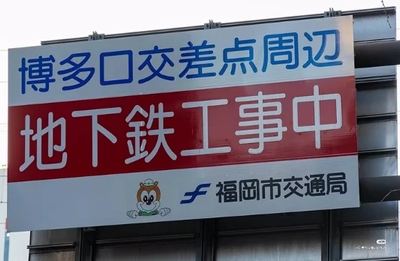 博多口交差点周辺
地下鉄工事中
福岡市交通局